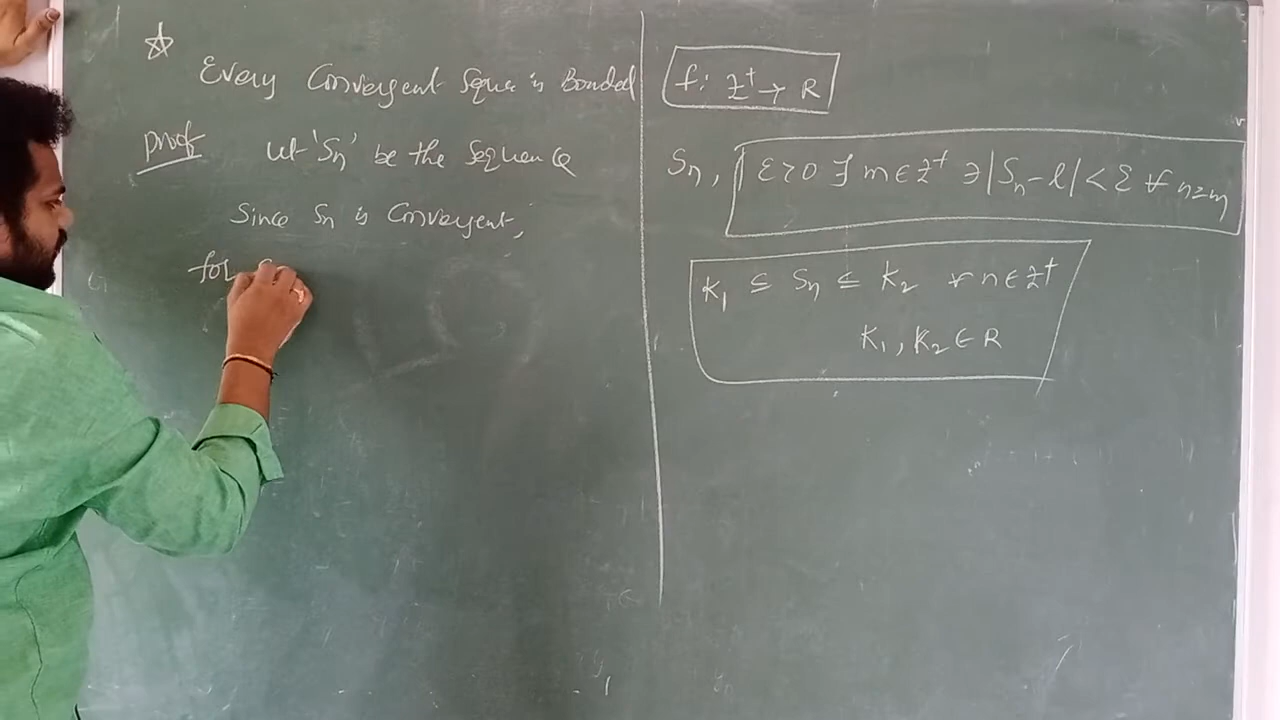 Every Convergent Sque is Bonded
Proof Let 'Sn' be the Sequence
Since Sn is Convergent,
for
f: Z⁺ → R
Sn, ε>0 ∃ m∈Z⁺ ∋ |Sn-l| < ε ∀ n≥m
K₁ ≤ Sn ≤ K₂ ∀ n∈Z⁺
K₁, K₂ ∈ R